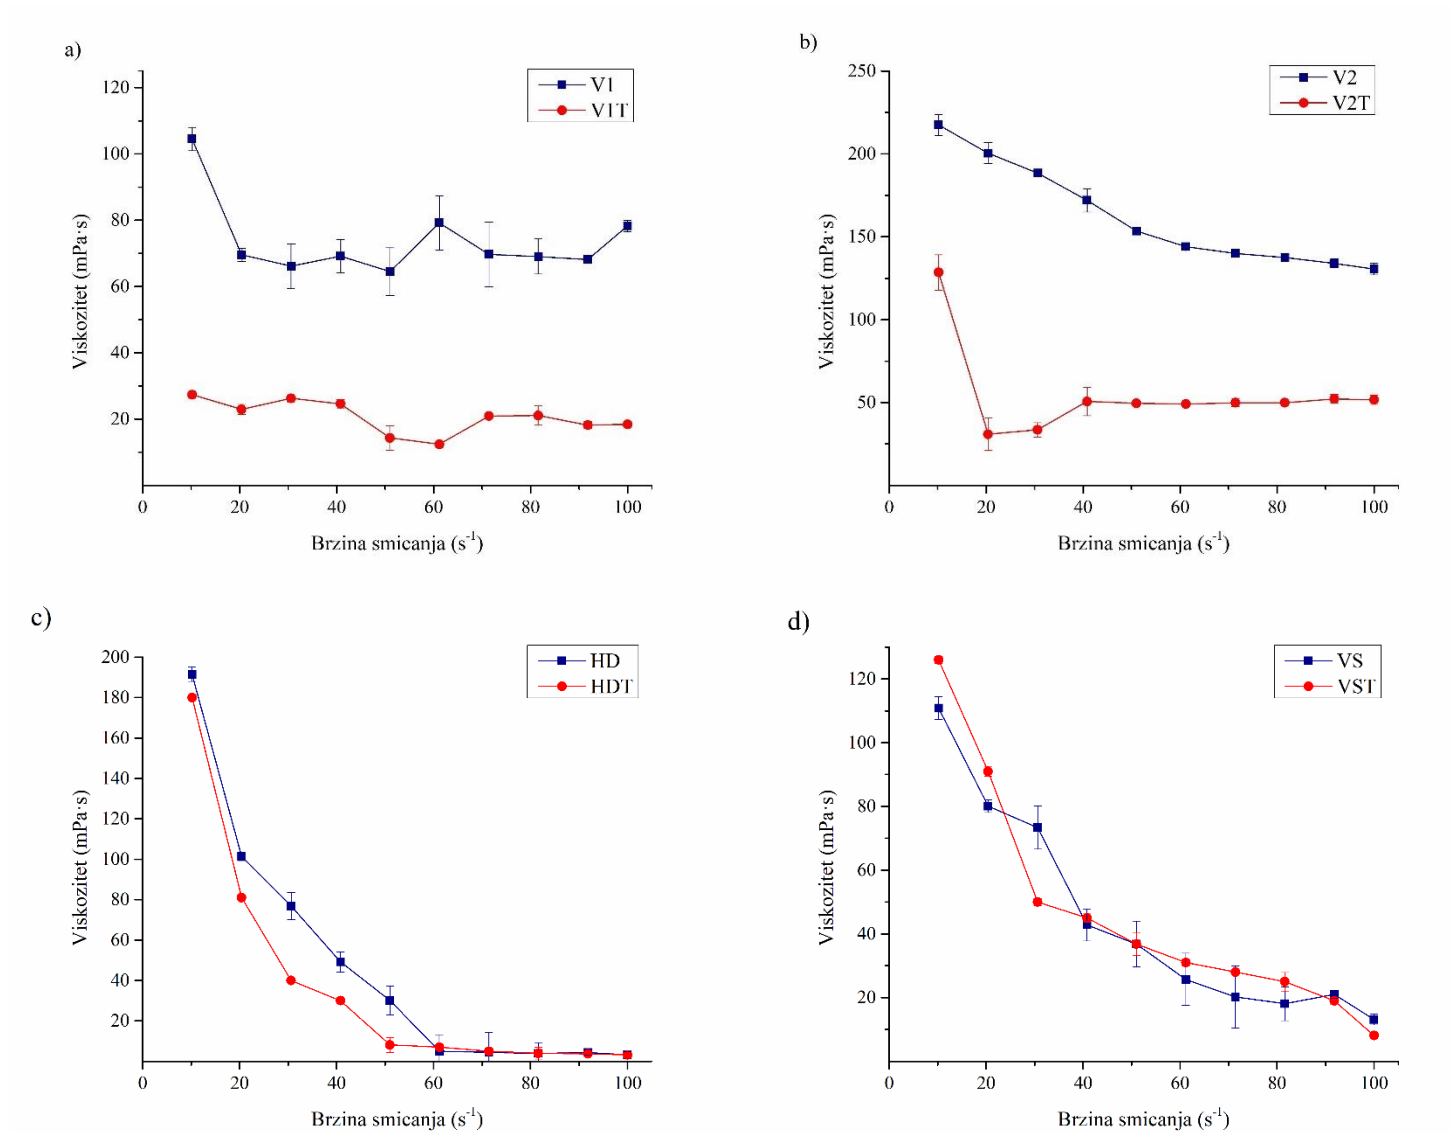 a)
V1
V1T
120
100
80
60
40
20
0 20 40 60 80 100
Viskozitet (mPa·s)
Brzina smicanja (s⁻¹)
b)
V2
V2T
250
200
150
100
50
0 20 40 60 80 100
Viskozitet (mPa·s)
Brzina smicanja (s⁻¹)
c)
HD
HDT
200
180
160
140
120
100
80
60
40
20
0 20 40 60 80 100
Viskozitet (mPa·s)
Brzina smicanja (s⁻¹)
d)
VS
VST
120
100
80
60
40
20
0 20 40 60 80 100
Viskozitet (mPa·s)
Brzina smicanja (s⁻¹)